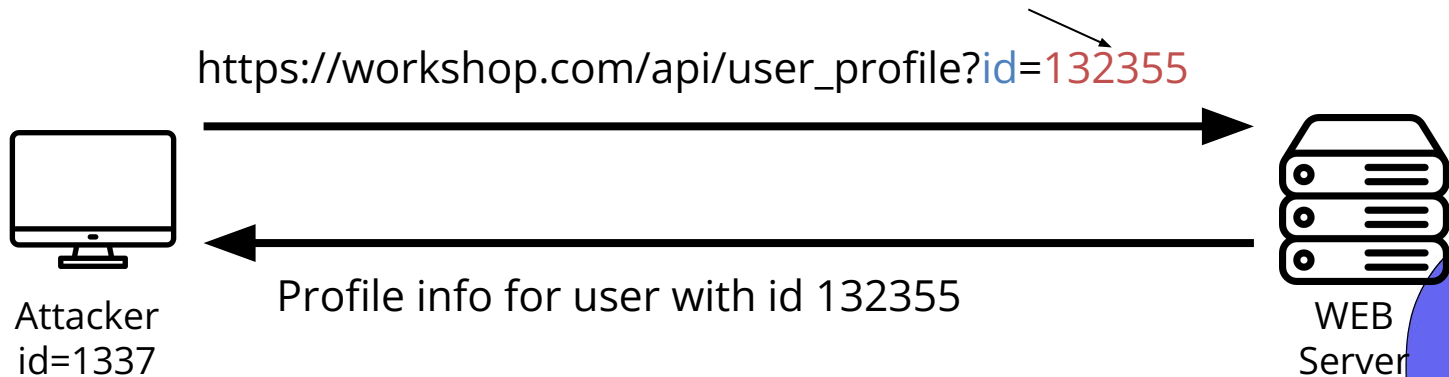 https://workshop.com/api/user_profile?id=132355
Profile info for user with id 132355
Attacker
id=1337
WEB
Server